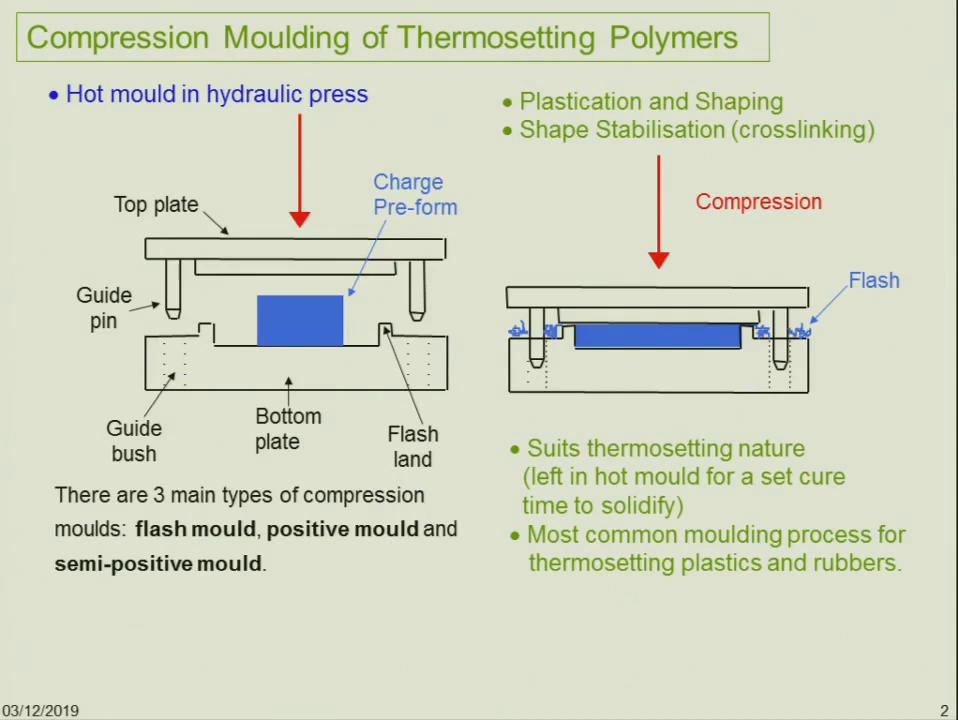 Compression Moulding of Thermosetting Polymers
• Hot mould in hydraulic press
• Plastication and Shaping
• Shape Stabilisation (crosslinking)
Charge
Pre-form
Top plate
Compression
Guide
pin
Flash
Guide
bush
Bottom
plate
Flash
land
There are 3 main types of compression
moulds: flash mould, positive mould and
semi-positive mould.
• Suits thermosetting nature
(left in hot mould for a set cure
time to solidify)
• Most common moulding process for
thermosetting plastics and rubbers.
03/12/2019
2